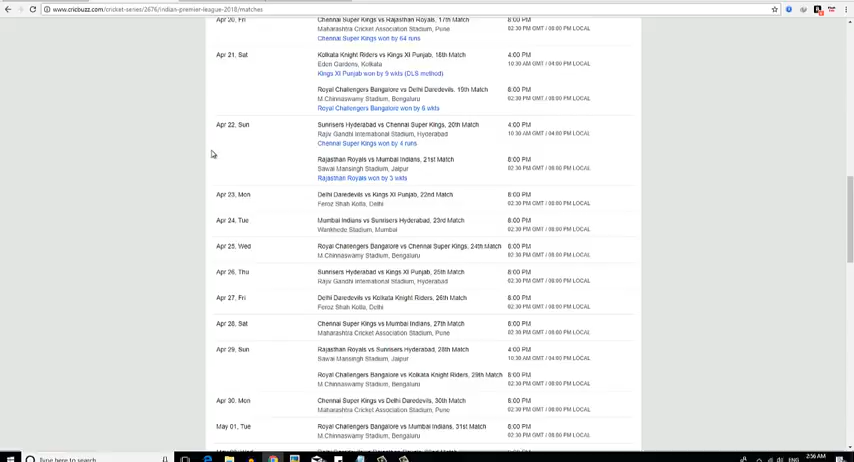 www.cricbuzz.com/cricket-series/2676/indian-premier-league-2018/matches
Apr 20, Fri Chennai Super Kings vs Rajasthan Royals, 17th Match 8:00 PM
Maharashtra Cricket Association Stadium, Pune 02:30 PM GMT / 08:00 PM LOCAL
Chennai Super Kings won by 64 runs
Apr 21, Sat Kolkata Knight Riders vs Kings XI Punjab, 18th Match 4:00 PM
Eden Gardens, Kolkata 10:30 AM GMT / 04:00 PM LOCAL
Kings XI Punjab won by 9 wkts (DLS method)
Royal Challengers Bangalore vs Delhi Daredevils, 19th Match 8:00 PM
M.Chinnaswamy Stadium, Bengaluru 02:30 PM GMT / 08:00 PM LOCAL
Royal Challengers Bangalore won by 6 wkts
Apr 22, Sun Sunrisers Hyderabad vs Chennai Super Kings, 20th Match 4:00 PM
Rajiv Gandhi International Stadium, Hyderabad 10:30 AM GMT / 04:00 PM LOCAL
Chennai Super Kings won by 4 runs
Rajasthan Royals vs Mumbai Indians, 21st Match 8:00 PM
Sawai Mansingh Stadium, Jaipur 02:30 PM GMT / 08:00 PM LOCAL
Rajasthan Royals won by 3 wkts
Apr 23, Mon Delhi Daredevils vs Kings XI Punjab, 22nd Match 8:00 PM
Feroz Shah Kotla, Delhi 02:30 PM GMT / 08:00 PM LOCAL
Apr 24, Tue Mumbai Indians vs Sunrisers Hyderabad, 23rd Match 8:00 PM
Wankhede Stadium, Mumbai 02:30 PM GMT / 08:00 PM LOCAL
Apr 25, Wed Royal Challengers Bangalore vs Chennai Super Kings, 24th Match 8:00 PM
M.Chinnaswamy Stadium, Bengaluru 02:30 PM GMT / 08:00 PM LOCAL
Apr 26, Thu Sunrisers Hyderabad vs Kings XI Punjab, 25th Match 8:00 PM
Rajiv Gandhi International Stadium, Hyderabad 02:30 PM GMT / 08:00 PM LOCAL
Apr 27, Fri Delhi Daredevils vs Kolkata Knight Riders, 26th Match 8:00 PM
Feroz Shah Kotla, Delhi 02:30 PM GMT / 08:00 PM LOCAL
Apr 28, Sat Chennai Super Kings vs Mumbai Indians, 27th Match 8:00 PM
Maharashtra Cricket Association Stadium, Pune 02:30 PM GMT / 08:00 PM LOCAL
Apr 29, Sun Rajasthan Royals vs Sunrisers Hyderabad, 28th Match 4:00 PM
Sawai Mansingh Stadium, Jaipur 10:30 AM GMT / 04:00 PM LOCAL
Royal Challengers Bangalore vs Kolkata Knight Riders, 29th Match 8:00 PM
M.Chinnaswamy Stadium, Bengaluru 02:30 PM GMT / 08:00 PM LOCAL
Apr 30, Mon Chennai Super Kings vs Delhi Daredevils, 30th Match 8:00 PM
Maharashtra Cricket Association Stadium, Pune 02:30 PM GMT / 08:00 PM LOCAL
May 01, Tue Royal Challengers Bangalore vs Mumbai Indians, 31st Match 8:00 PM
M.Chinnaswamy Stadium, Bengaluru 02:30 PM GMT / 08:00 PM LOCAL
Type here to search ENG 2:56 AM